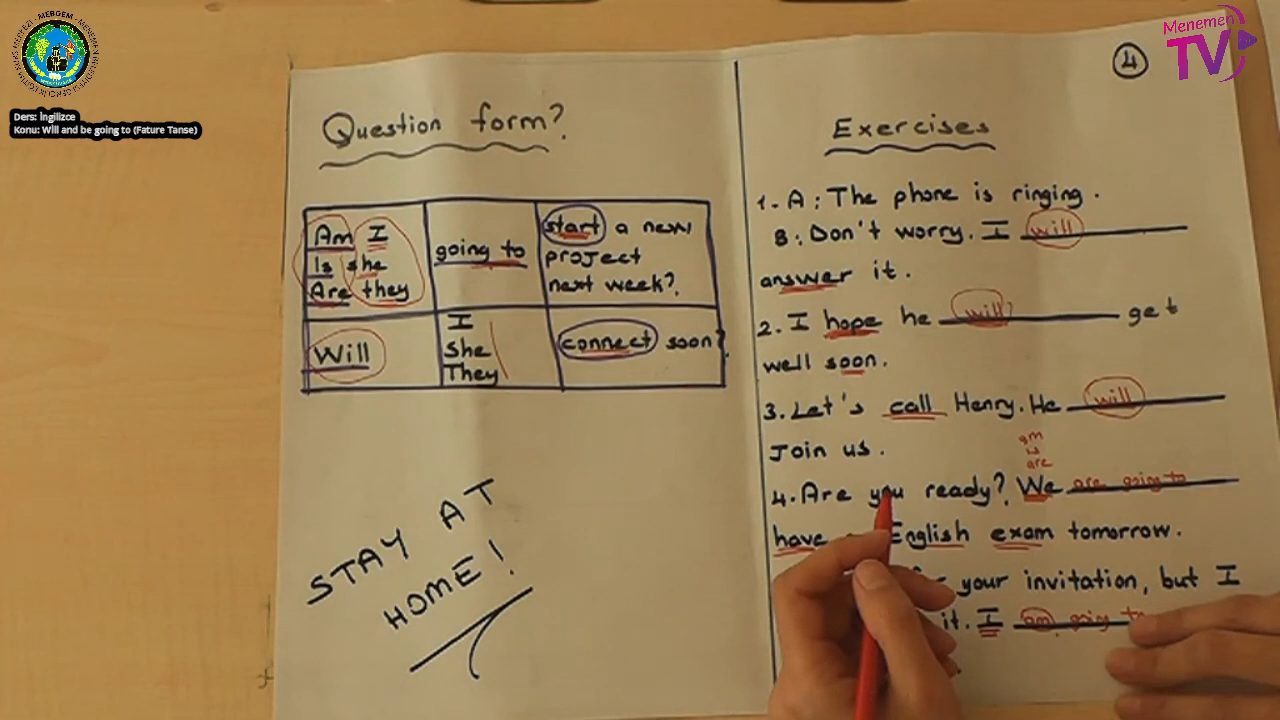 MEBGEM - MENEMEN
Menemen
TV
Ders: İngilizce
Konu: Will and be going to (Fature Tanse)
4
Question form?
Am I
Is she
Are they
going to
start a new
project
next week?
Will
I
She
They
connect soon?
STAY AT
HOME!
Exercises
1. A: The phone is ringing.
B: Don't worry. I will
answer it.
2. I hope he will get
well soon.
3. Let's call Henry. He will
Join us.
am
is
are
4. Are you ready? We are going to
have English exam tomorrow.
your invitation, but I
it. I am going to